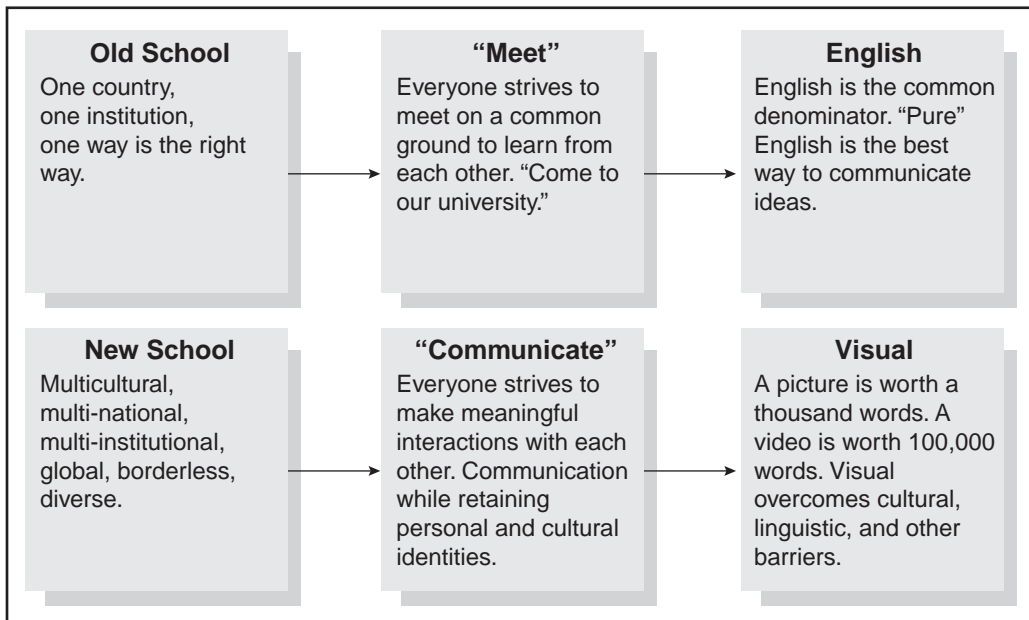 Old School
One country,
one institution,
one way is the right
way.
“Meet”
Everyone strives to
meet on a common
ground to learn from
each other. “Come to
our university.”
English
English is the common
denominator. “Pure”
English is the best
way to communicate
ideas.
New School
Multicultural,
multi-national,
multi-institutional,
global, borderless,
diverse.
“Communicate”
Everyone strives to
make meaningful
interactions with each
other. Communication
while retaining
personal and cultural
identities.
Visual
A picture is worth a
thousand words. A
video is worth 100,000
words. Visual
overcomes cultural,
linguistic, and other
barriers.